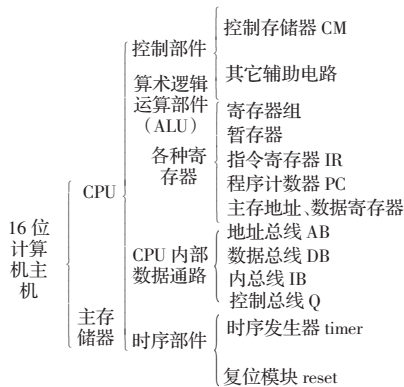 16 位
计算
机主
机
CPU
主存
储器
控制部件
算术逻辑
运算部件
（ALU）
各种寄
存器
CPU 内部
数据通路
时序部件
控制存储器 CM
其它辅助电路
寄存器组
暂存器
指令寄存器 IR
程序计数器 PC
主存地址、数据寄存器
地址总线 AB
数据总线 DB
内总线 IB
控制总线 Q
时序发生器 timer
复位模块 reset